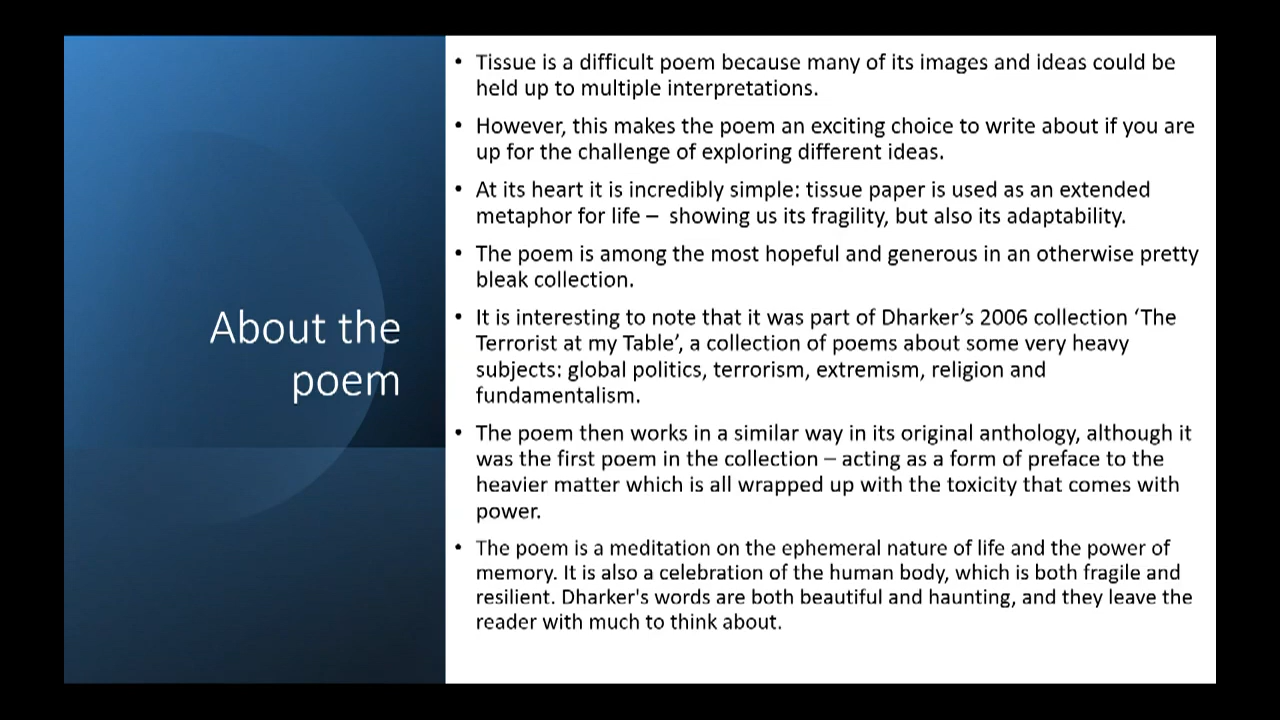 About the
poem
• Tissue is a difficult poem because many of its images and ideas could be
held up to multiple interpretations.
• However, this makes the poem an exciting choice to write about if you are
up for the challenge of exploring different ideas.
• At its heart it is incredibly simple: tissue paper is used as an extended
metaphor for life – showing us its fragility, but also its adaptability.
• The poem is among the most hopeful and generous in an otherwise pretty
bleak collection.
• It is interesting to note that it was part of Dharker’s 2006 collection ‘The
Terrorist at my Table’, a collection of poems about some very heavy
subjects: global politics, terrorism, extremism, religion and
fundamentalism.
• The poem then works in a similar way in its original anthology, although it
was the first poem in the collection – acting as a form of preface to the
heavier matter which is all wrapped up with the toxicity that comes with
power.
• The poem is a meditation on the ephemeral nature of life and the power of
memory. It is also a celebration of the human body, which is both fragile and
resilient. Dharker's words are both beautiful and haunting, and they leave the
reader with much to think about.